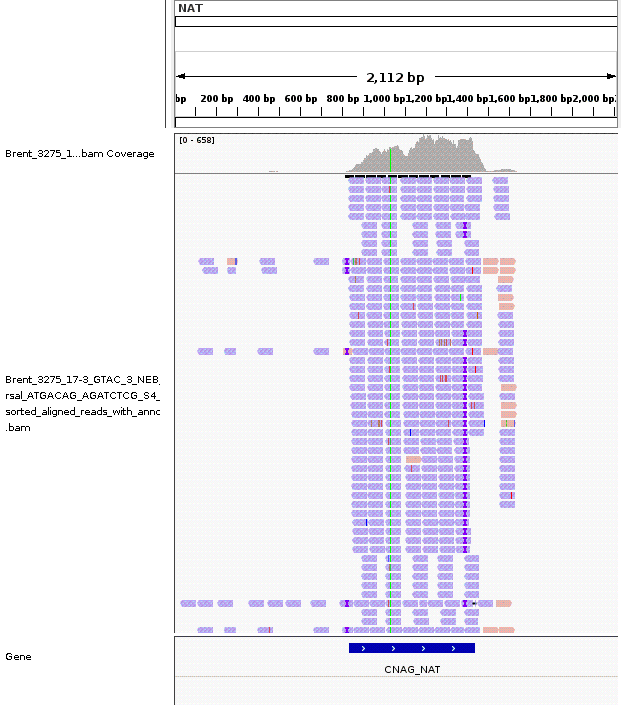 NAT
2,112 bp
bp 200 bp 400 bp 600 bp 800 bp 1,000 bp 1,200 bp 1,400 bp 1,600 bp 1,800 bp 2,000 bp
[0 - 658]
Brent_3275_1...bam Coverage
Brent_3275_17-3_GTAC_3_NEB_
rsal_ATGACAG_AGATCTCG_S4_
sorted_aligned_reads_with_annc
.bam
Gene
CNAG_NAT